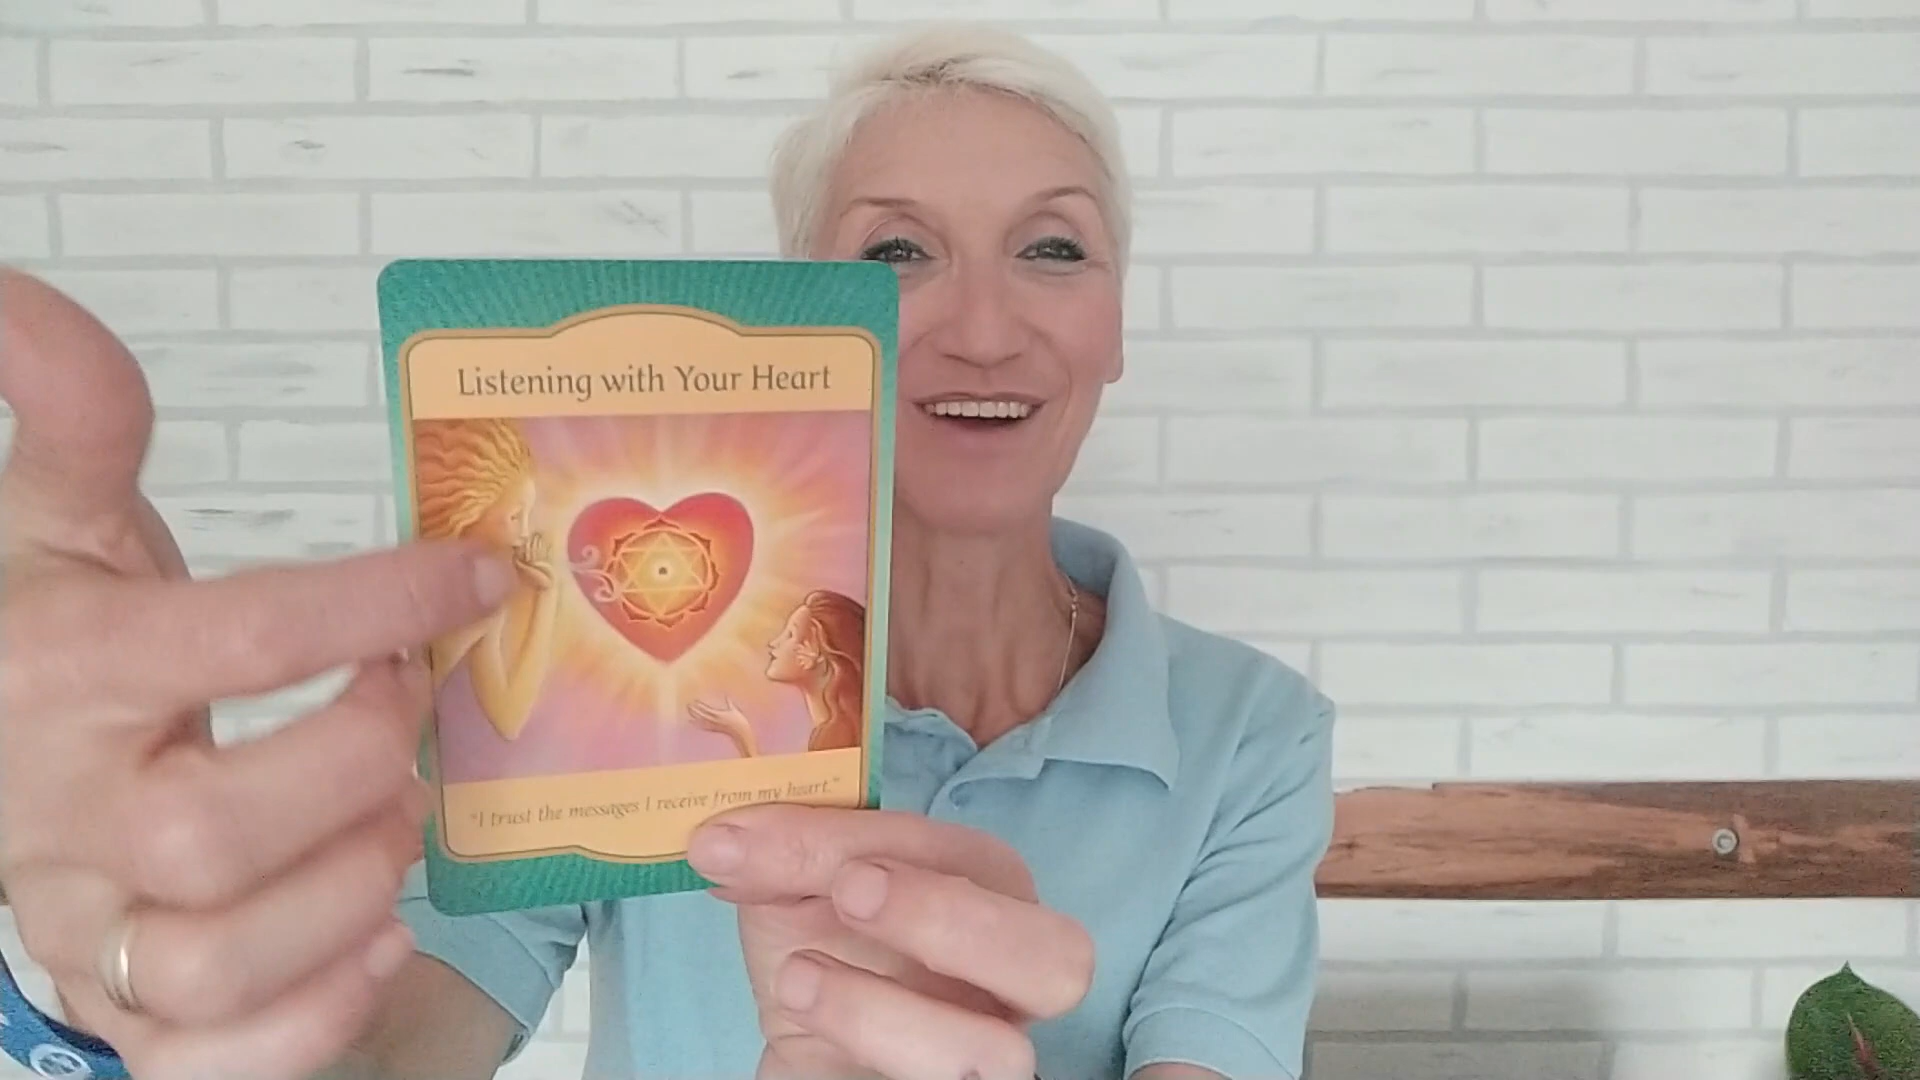 Listening with Your Heart
"I trust the messages I receive from my heart."